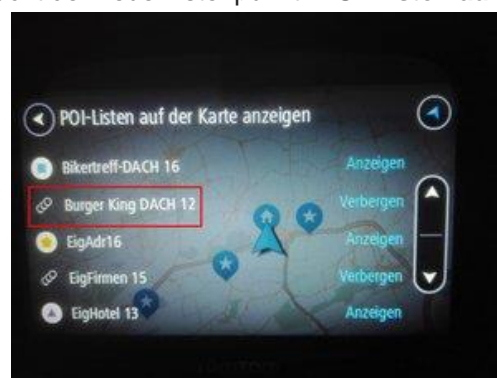 POI-Listen auf der Karte anzeigen
Bikertreff-DACH 16 Anzeigen
Burger King DACH 12 Verbergen
EigAdr16 Anzeigen
EigFirmen 15 Verbergen
EigHotel 13 Anzeigen